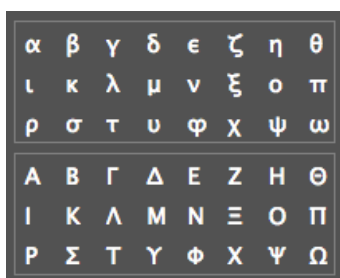 α β γ δ ϵ ζ η θ
ι κ λ μ ν ξ ο π
ρ σ τ υ φ χ ψ ω
Α Β Γ Δ Ε Ζ Η Θ
Ι Κ Λ Μ Ν Ξ Ο Π
Ρ Σ Τ Υ Φ Χ Ψ Ω